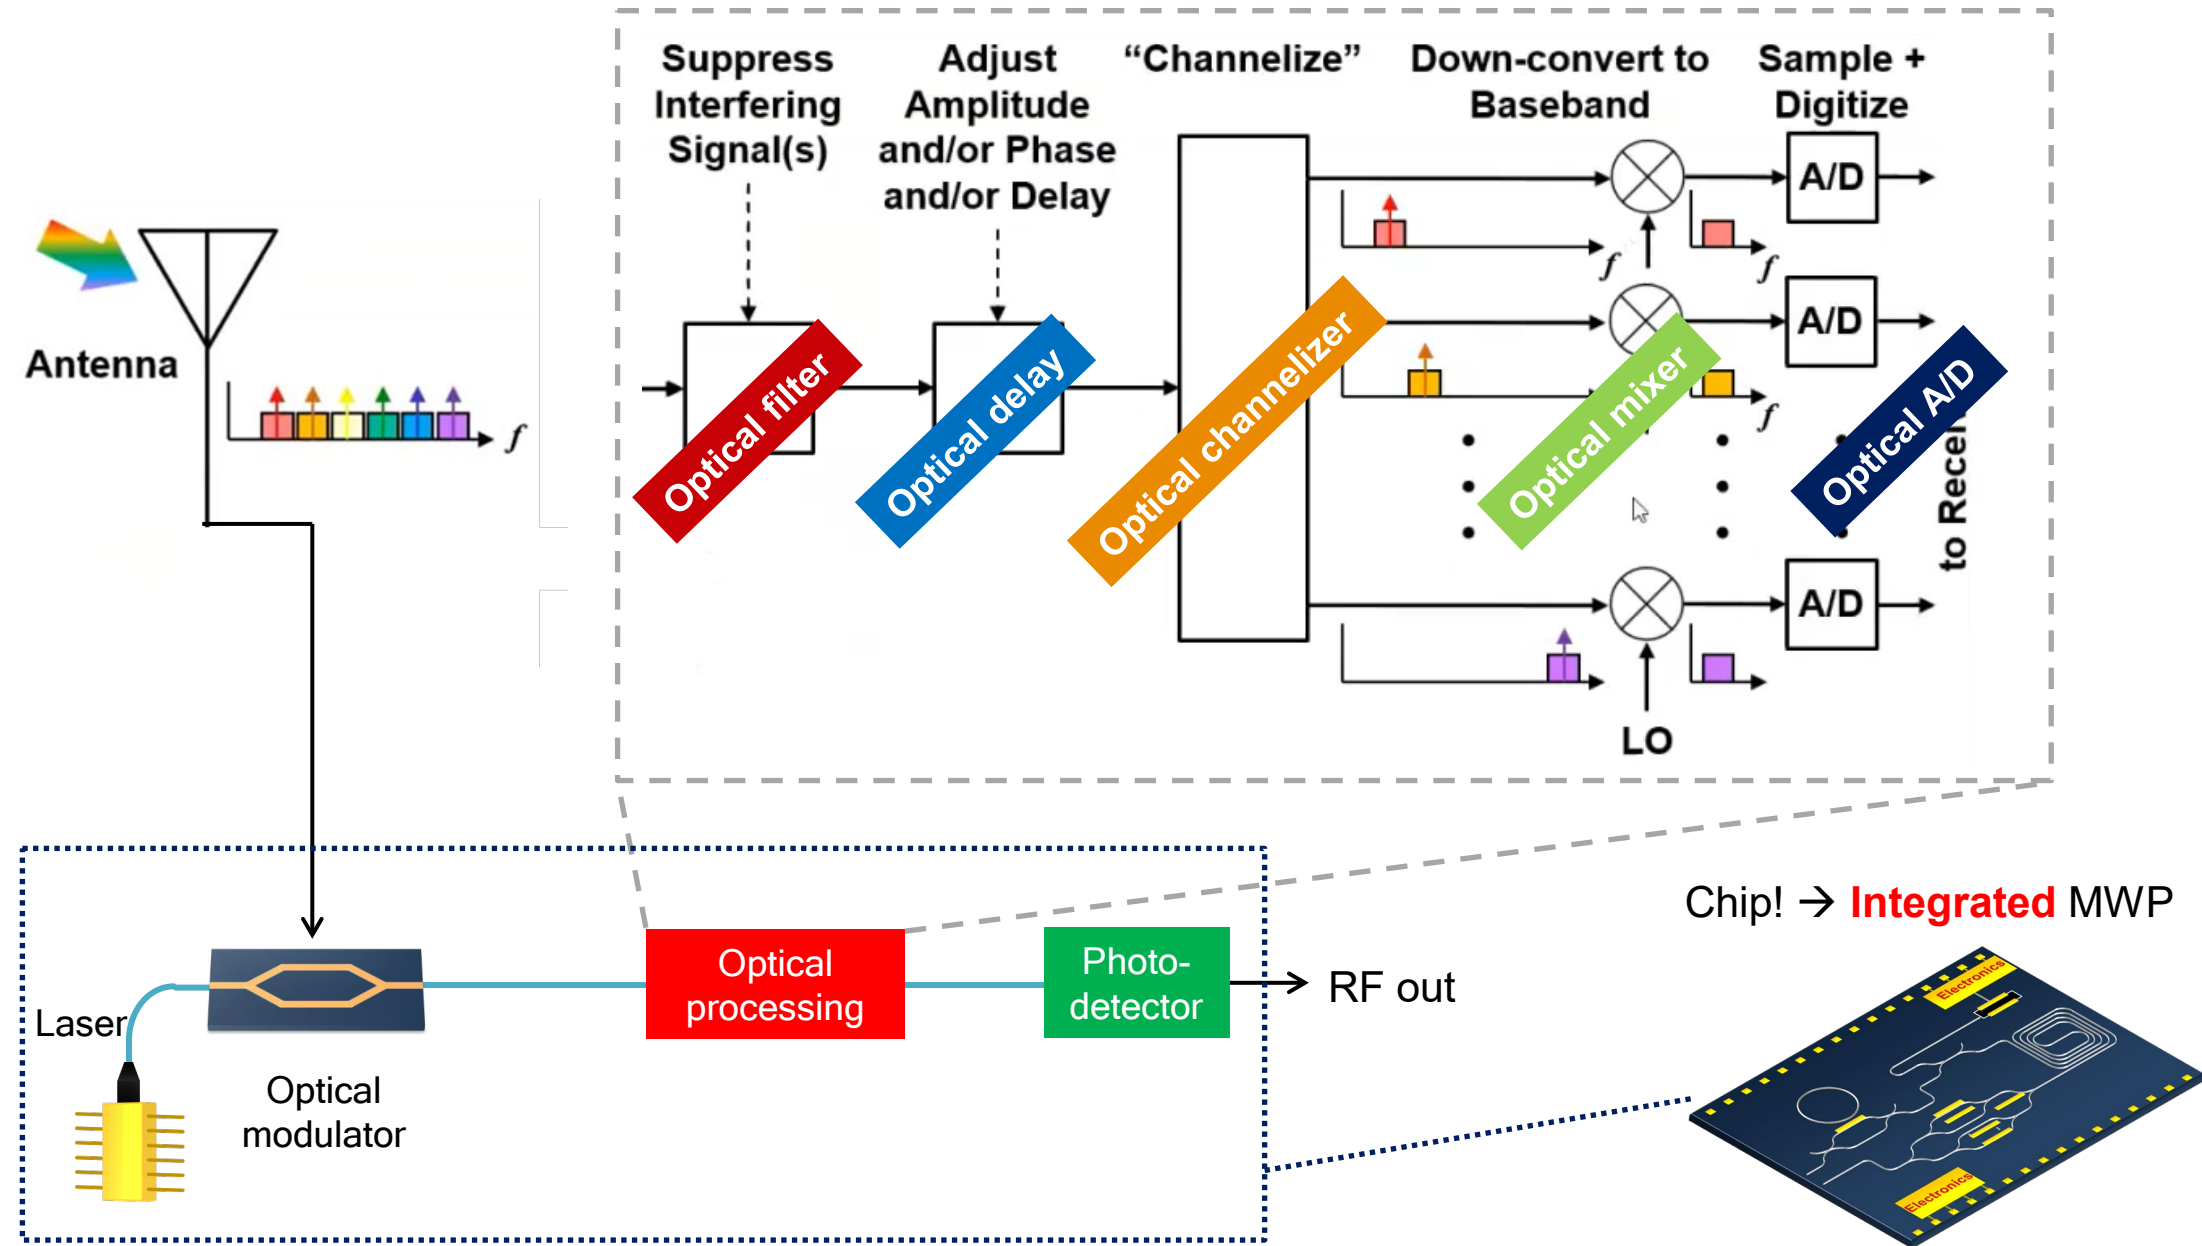 Suppress
Interfering
Signal(s)
Adjust
Amplitude
and/or Phase
and/or Delay
“Channelize”
Down-convert to
Baseband
Sample +
Digitize
A/D
f
f
A/D
f
Antenna
f
Optical filter
Optical delay
Optical channelizer
Optical mixer
Optical A/D
to
A/D
LO
Chip! → Integrated MWP
Optical
processing
Photo-
detector
RF out
Laser
Optical
modulator
Electronics
Electronics